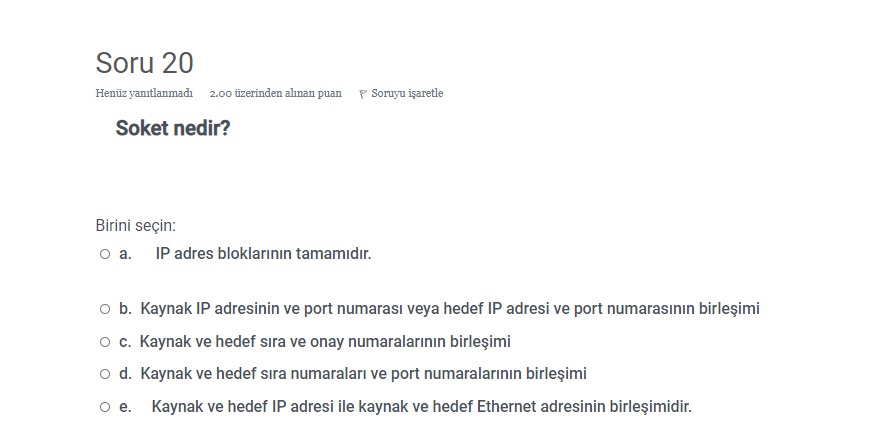 Soru 20
Henüz yanıtlanmadı 2.00 üzerinden alınan puan Soruyu işaretle
Soket nedir?
Birini seçin:
a. IP adres bloklarının tamamıdır.
b. Kaynak IP adresinin ve port numarası veya hedef IP adresi ve port numarasının birleşimi
c. Kaynak ve hedef sıra ve onay numaralarının birleşimi
d. Kaynak ve hedef sıra numaraları ve port numaralarının birleşimi
e. Kaynak ve hedef IP adresi ile kaynak ve hedef Ethernet adresinin birleşimidir.